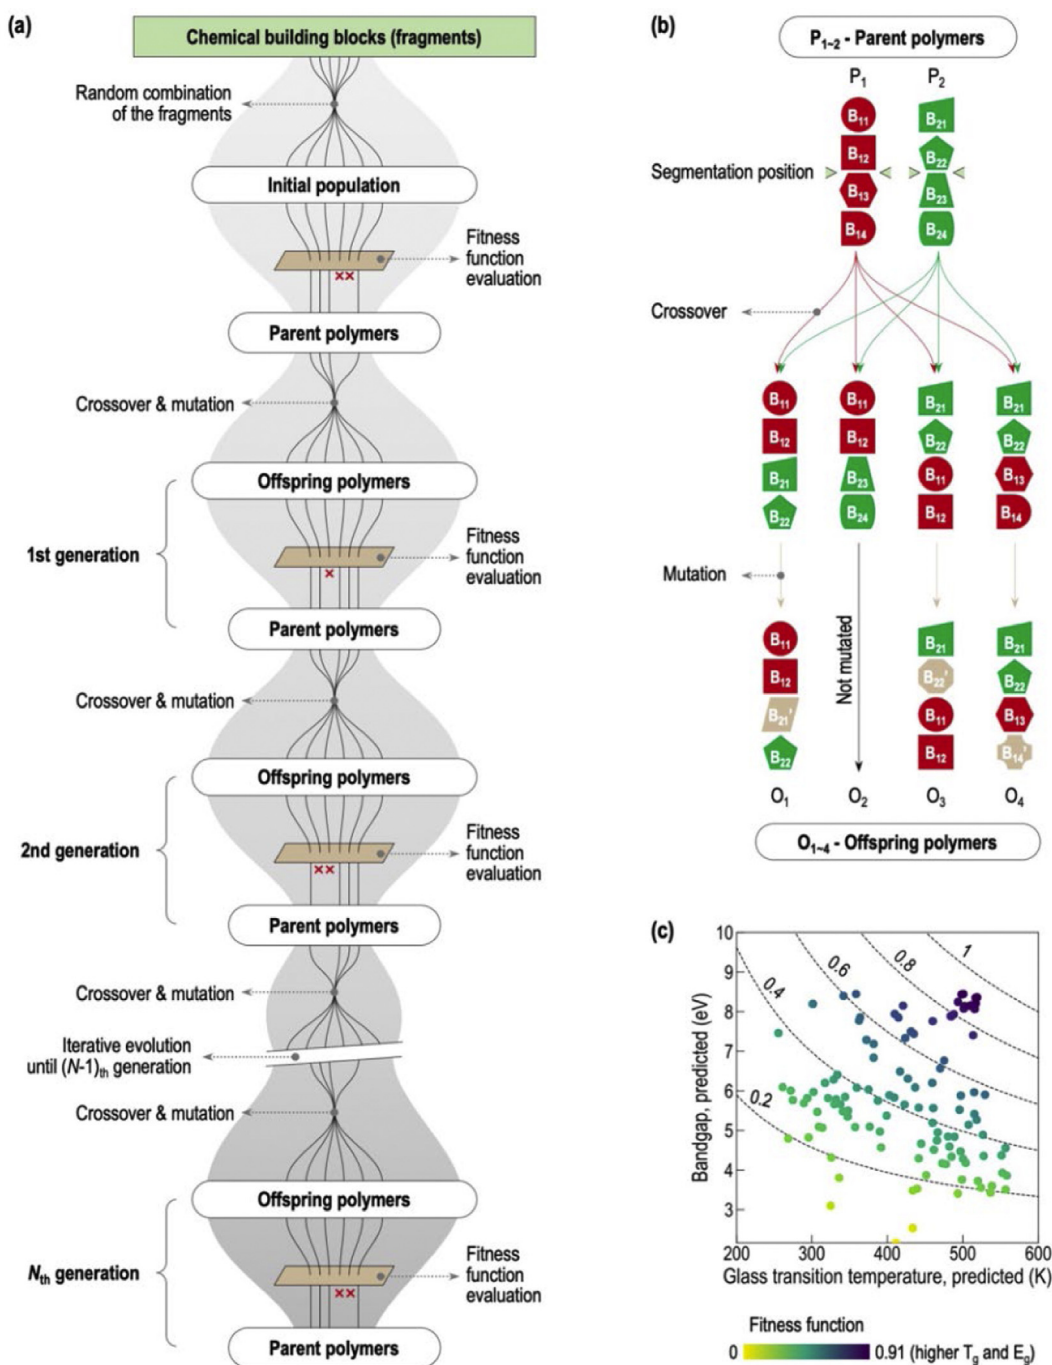 (a)
Chemical building blocks (fragments)
Random combination
of the fragments
Initial population
Fitness
function
evaluation
××
Parent polymers
Crossover & mutation
Offspring polymers
1st generation
Fitness
function
evaluation
×
Parent polymers
Crossover & mutation
Offspring polymers
2nd generation
Fitness
function
evaluation
××
Parent polymers
Crossover & mutation
Iterative evolution
until (N-1)th generation
Crossover & mutation
Offspring polymers
Nth generation
Fitness
function
evaluation
××
Parent polymers
(b)
P1~2 - Parent polymers
P1 P2
B11 B21
B12 B22
Segmentation position
B13 B23
B14 B24
Crossover
B11 B11 B21 B21
B12 B12 B22 B22
B21 B23 B11 B13
B22 B24 B12 B14
Mutation
Not mutated
B11 B21 B21
B12 B22' B22
B21' B11 B13
B22 B12 B14'
O1 O2 O3 O4
O1~4 - Offspring polymers
(c)
Bandgap, predicted (eV)
10
9
8
7
6
5
4
3
0.2
0.4
0.6
0.8
1
200 300 400 500 600
Glass transition temperature, predicted (K)
Fitness function
0 0.91 (higher Tg and Eg)